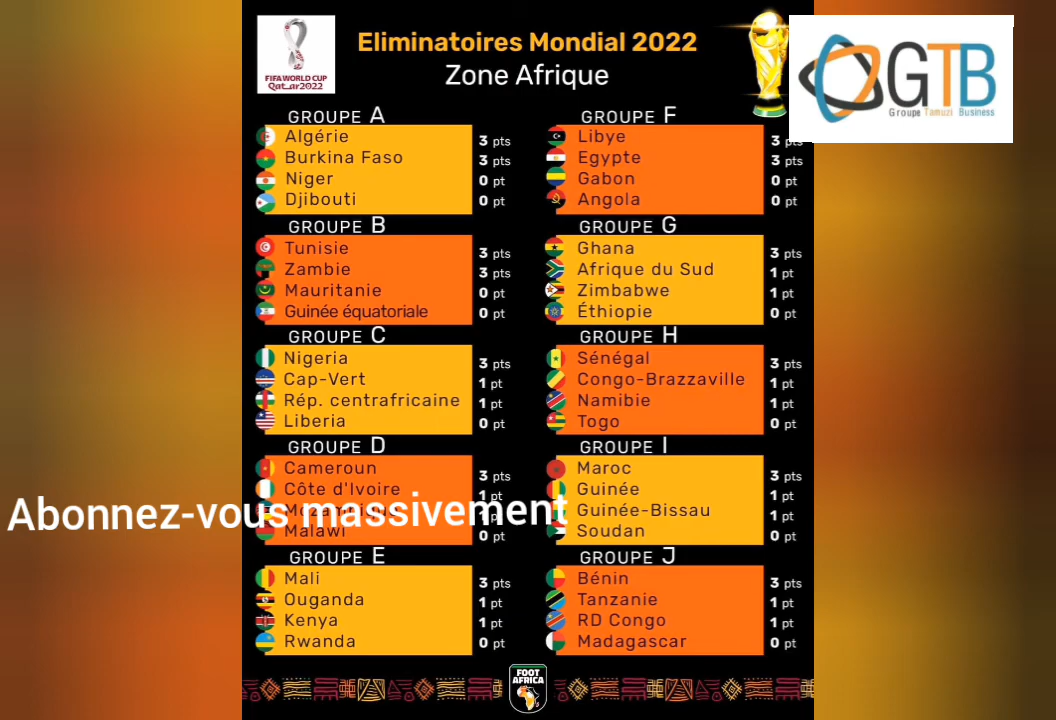 FIFA WORLD CUP
Qatar2022
Eliminatoires Mondial 2022
Zone Afrique
GTB
Groupe Tamuzi Business
GROUPE A
Algérie 3 pts
Burkina Faso 3 pts
Niger 0 pt
Djibouti 0 pt
GROUPE B
Tunisie 3 pts
Zambie 3 pts
Mauritanie 0 pt
Guinée équatoriale 0 pt
GROUPE C
Nigeria 3 pts
Cap-Vert 1 pt
Rép. centrafricaine 1 pt
Liberia 0 pt
GROUPE D
Cameroun 3 pts
Côte d'Ivoire 1 pt
Mozambique 1 pt
Malawi 0 pt
Abonnez-vous massivement
GROUPE E
Mali 3 pts
Ouganda 1 pt
Kenya 1 pt
Rwanda 0 pt
GROUPE F
Libye 3 pts
Egypte 3 pts
Gabon 0 pt
Angola 0 pt
GROUPE G
Ghana 3 pts
Afrique du Sud 1 pt
Zimbabwe 1 pt
Éthiopie 0 pt
GROUPE H
Sénégal 3 pts
Congo-Brazzaville 1 pt
Namibie 1 pt
Togo 0 pt
GROUPE I
Maroc 3 pts
Guinée 1 pt
Guinée-Bissau 1 pt
Soudan 0 pt
GROUPE J
Bénin 3 pts
Tanzanie 1 pt
RD Congo 1 pt
Madagascar 0 pt
FOOT
AFRICA